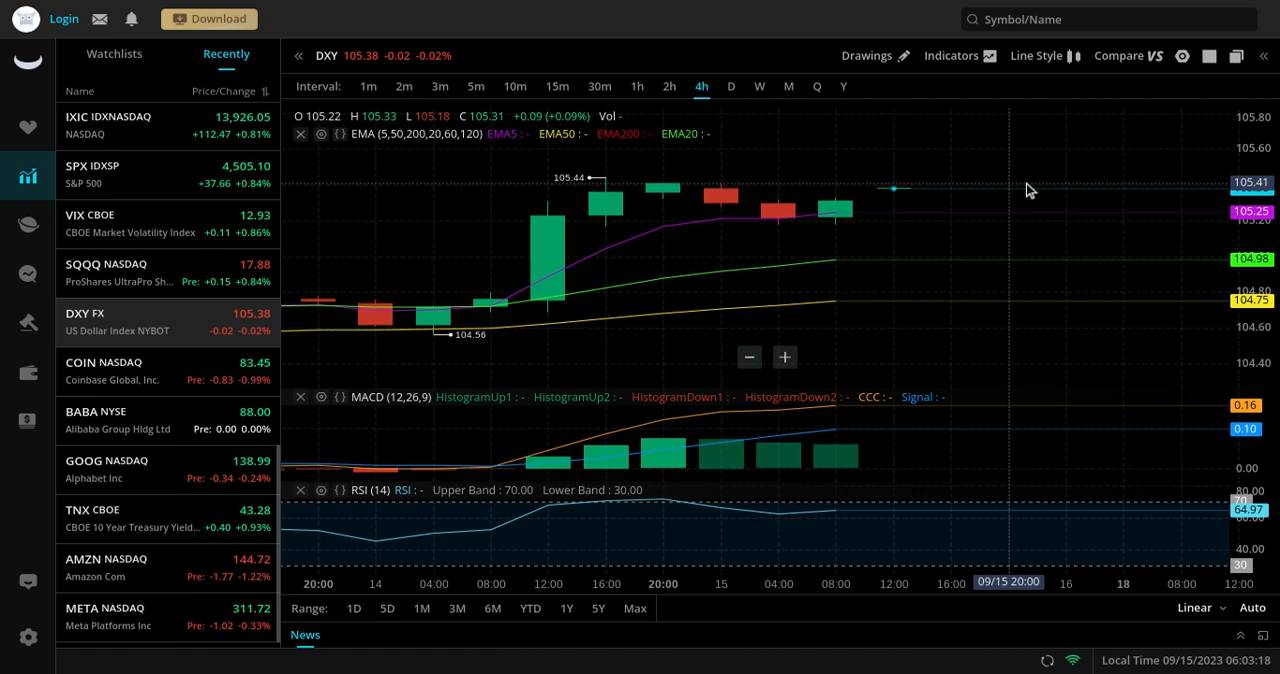 Login
Download
Symbol/Name
Watchlists
Recently
Name
Price/Change
IXIC IDXNASDAQ 13,926.05
NASDAQ +112.47 +0.81%
SPX IDXSP 4,505.10
S&P 500 +37.66 +0.84%
VIX CBOE 12.93
CBOE Market Volatility Index +0.11 +0.86%
SQQQ NASDAQ 17.88
ProShares UltraPro Sh... Pre: +0.15 +0.84%
DXY FX 105.38
US Dollar Index NYBOT -0.02 -0.02%
COIN NASDAQ 83.45
Coinbase Global, Inc. Pre: -0.83 -0.99%
BABA NYSE 88.00
Alibaba Group Hldg Ltd Pre: 0.00 0.00%
GOOG NASDAQ 138.99
Alphabet Inc Pre: -0.34 -0.24%
TNX CBOE 43.28
CBOE 10 Year Treasury Yield... +0.40 +0.93%
AMZN NASDAQ 144.72
Amazon Com Pre: -1.77 -1.22%
META NASDAQ 311.72
Meta Platforms Inc Pre: -1.02 -0.33%
DXY 105.38 -0.02 -0.02%
Drawings Indicators Line Style Compare VS
Interval: 1m 2m 3m 5m 10m 15m 30m 1h 2h 4h D W M Q Y
O 105.22 H 105.33 L 105.18 C 105.31 +0.09 (+0.09%) Vol -
EMA (5,50,200,20,60,120) EMA5 : - EMA50 : - EMA200 : - EMA20 : -
105.44
104.56
105.80
105.60
105.41
105.25
105.20
104.98
104.80
104.75
104.60
104.40
MACD (12,26,9) HistogramUp1 : - HistogramUp2 : - HistogramDown1 : - HistogramDown2 : - CCC : - Signal : -
0.16
0.10
0.00
RSI (14) RSI : - Upper Band : 70.00 Lower Band : 30.00
80.00
70
64.97
60.00
40.00
30
20:00 14 04:00 08:00 12:00 16:00 20:00 15 04:00 08:00 12:00 16:00 09/15 20:00 16 18 08:00 12:00
Range: 1D 5D 1M 3M 6M YTD 1Y 5Y Max
Linear Auto
News
Local Time 09/15/2023 06:03:18